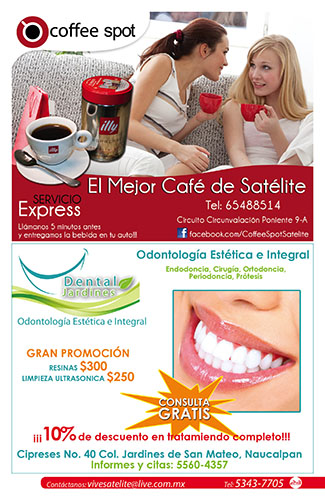 coffee spot
illy
illy
El Mejor Café de Satélite
SERVICIO
Express
Tel: 65488514
Circuito Circunvalación Poniente 9-A
Llámanos 5 minutos antes
y entregamos la bebida en tu auto!!!
facebook.com/CoffeeSpotSatelite
Odontología Estética e Integral
Endodoncia, Cirugía, Ortodoncia,
Periodoncia, Prótesis
Dental
Jardines
Odontología Estética e Integral
GRAN PROMOCIÓN
RESINAS $300
LIMPIEZA ULTRASONICA $250
CONSULTA
GRATIS
¡¡¡10% de descuento en tratamiendo completo!!!
Cipreses No. 40 Col. Jardines de San Mateo, Naucalpan
Informes y citas: 5560-4357
Contáctanos: vivesatelite@live.com.mx Tel: 5343-7705